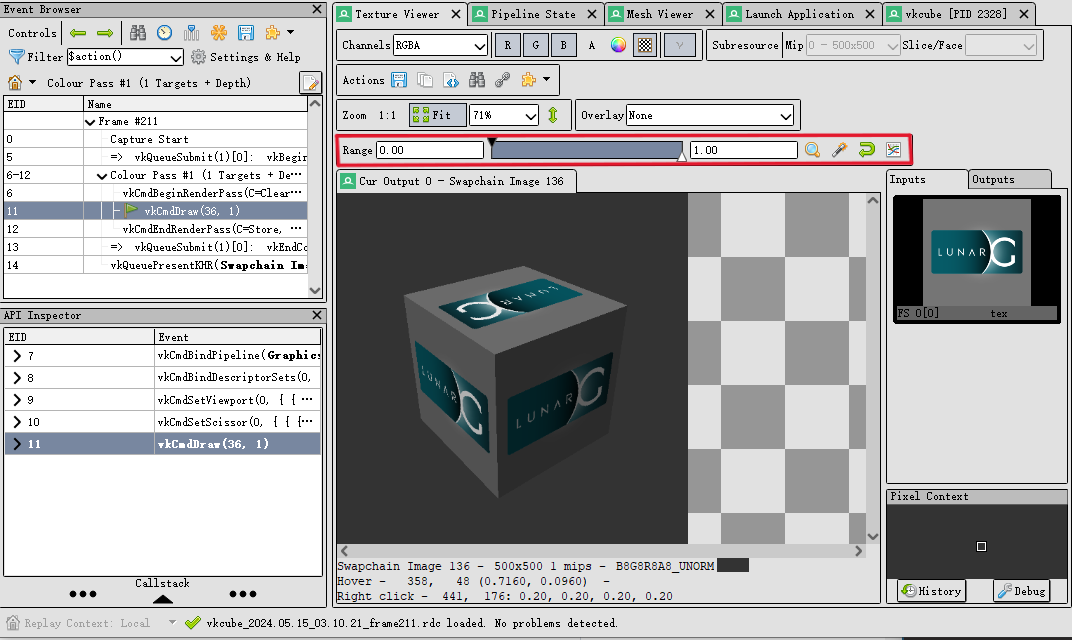 Event Browser
Controls
Filter $action() Settings & Help
Colour Pass #1 (1 Targets + Depth)
EID Name
Frame #211
0 Capture Start
5 => vkQueueSubmit(1)[0]: vkBegin
6-12 Colour Pass #1 (1 Targets + De···
6 vkCmdBeginRenderPass(C=Clear···
11 vkCmdDraw(36, 1)
12 vkCmdEndRenderPass(C=Store, ···
13 => vkQueueSubmit(1)[0]: vkEndCo
14 vkQueuePresentKHR(Swapchain Im
API Inspector
EID Event
7 vkCmdBindPipeline(Graphics
8 vkCmdBindDescriptorSets(0,
9 vkCmdSetViewport(0, { { ···
10 vkCmdSetScissor(0, { { {···
11 vkCmdDraw(36, 1)
Callstack
Texture Viewer Pipeline State Mesh Viewer Launch Application vkcube [PID 2328]
Channels RGBA R G B A γ Subresource Mip 0 - 500x500 Slice/Face
Actions
Zoom 1:1 Fit 71% Overlay None
Range 0.00 1.00
Cur Output 0 - Swapchain Image 136
LUNARG
LUNARG
LUNARG
Swapchain Image 136 - 500x500 1 mips - B8G8R8A8_UNORM
Hover - 358, 48 (0.7160, 0.0960) -
Right click - 441, 176: 0.20, 0.20, 0.20, 0.20
Inputs Outputs
LUNARG
FS 0[0] tex
Pixel Context
History Debug
Replay Context: Local vkcube_2024.05.15_03.10.21_frame211.rdc loaded. No problems detected.